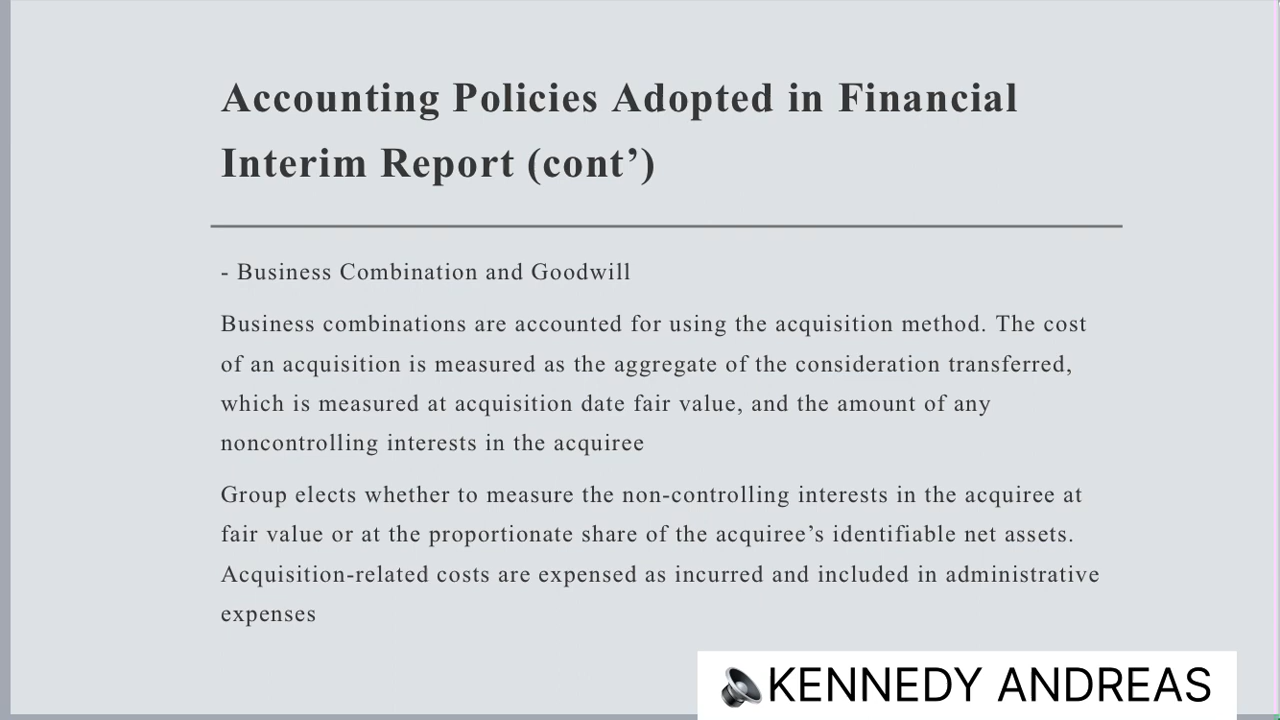 Accounting Policies Adopted in Financial
Interim Report (cont’)
- Business Combination and Goodwill
Business combinations are accounted for using the acquisition method. The cost
of an acquisition is measured as the aggregate of the consideration transferred,
which is measured at acquisition date fair value, and the amount of any
noncontrolling interests in the acquiree
Group elects whether to measure the non-controlling interests in the acquiree at
fair value or at the proportionate share of the acquiree’s identifiable net assets.
Acquisition-related costs are expensed as incurred and included in administrative
expenses
KENNEDY ANDREAS